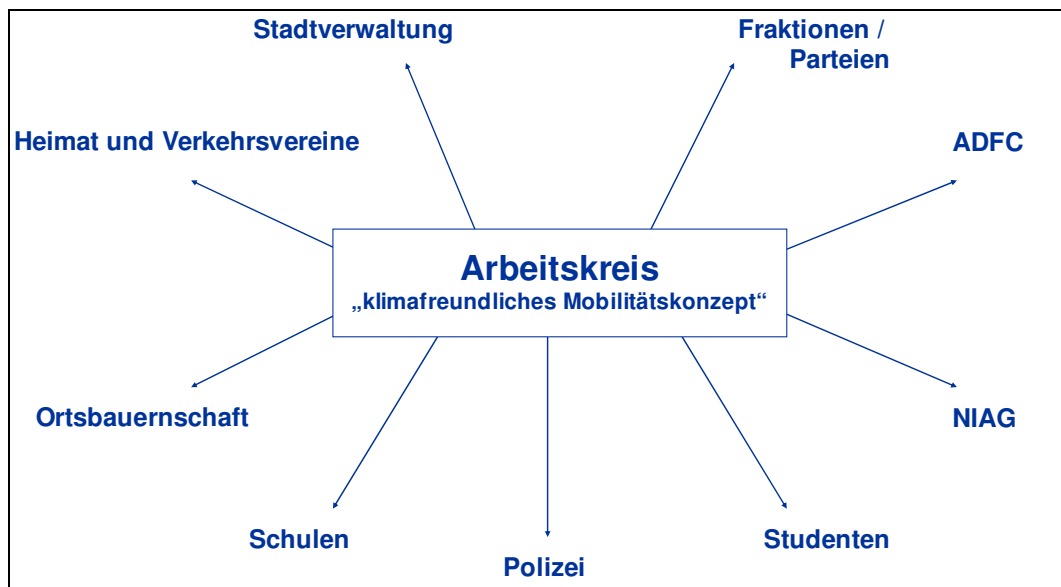 Stadtverwaltung
Fraktionen /
Parteien
Heimat und Verkehrsvereine
ADFC
Arbeitskreis
„klimafreundliches Mobilitätskonzept“
Ortsbauernschaft
NIAG
Schulen
Studenten
Polizei